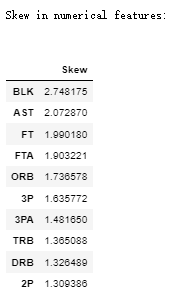 Skew in numerical features:
Skew
BLK 2.748175
AST 2.072870
FT 1.990180
FTA 1.903221
ORB 1.736578
3P 1.635772
3PA 1.481650
TRB 1.365088
DRB 1.326489
2P 1.309386